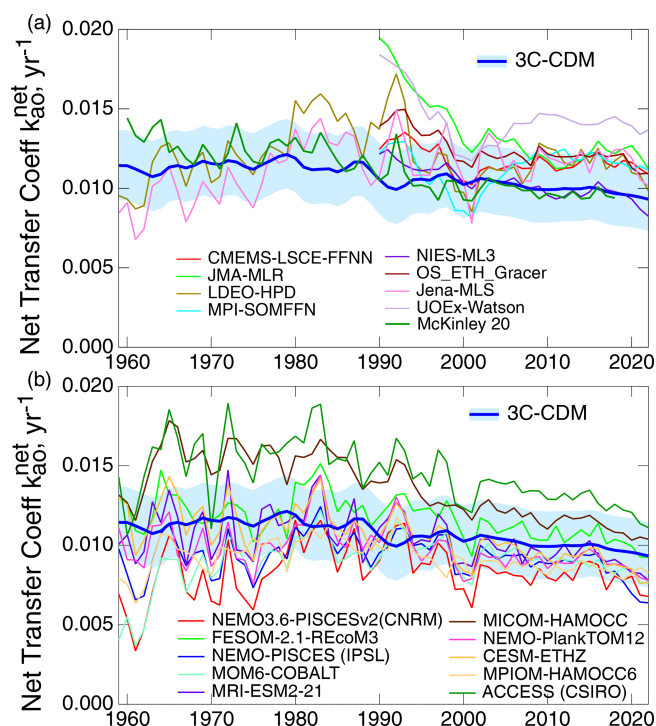 (a)
0.020
0.015
0.010
0.005
0.000
Net Transfer Coeff k_ao^net, yr^-1
3C-CDM
CMEMS-LSCE-FFNN
JMA-MLR
LDEO-HPD
MPI-SOMFFN
NIES-ML3
OS_ETH_Gracer
Jena-MLS
UOEx-Watson
McKinley 20
1960 1970 1980 1990 2000 2010 2020
(b)
0.020
0.015
0.010
0.005
0.000
Net Transfer Coeff k_ao^net, yr^-1
3C-CDM
NEMO3.6-PISCESv2(CNRM)
FESOM-2.1-REcoM3
NEMO-PISCES (IPSL)
MOM6-COBALT
MRI-ESM2-21
MICOM-HAMOCC
NEMO-PlankTOM12
CESM-ETHZ
MPIOM-HAMOCC6
ACCESS (CSIRO)
1960 1970 1980 1990 2000 2010 2020